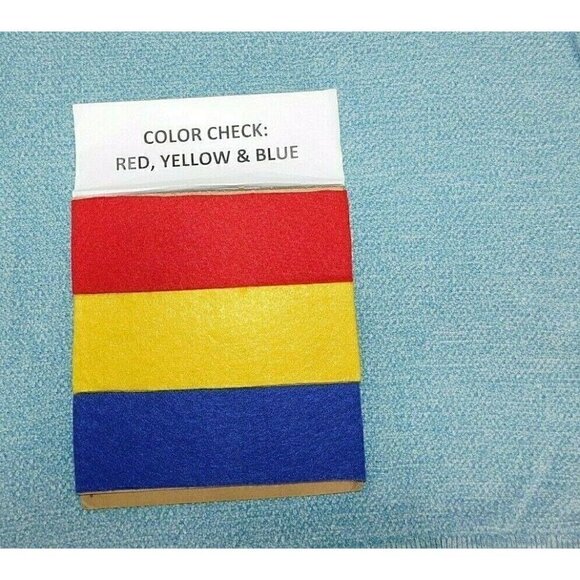 COLOR CHECK:
RED, YELLOW & BLUE